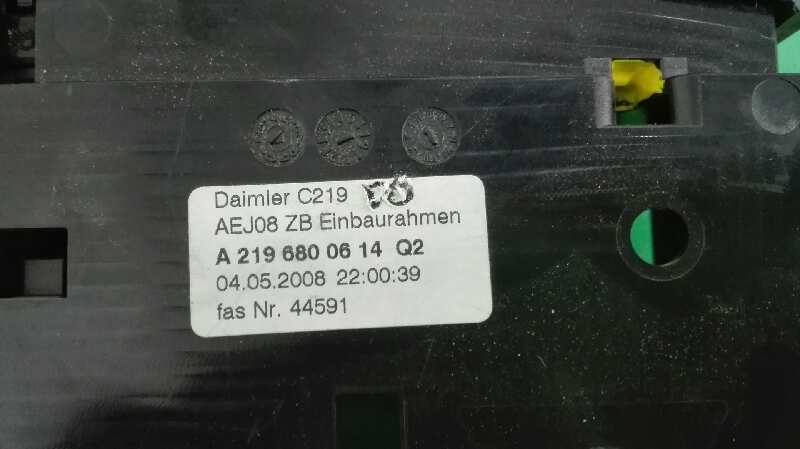 Daimler C219
AEJ08 ZB Einbaurahmen
A 219 680 06 14 Q2
04.05.2008 22:00:39
fas Nr. 44591